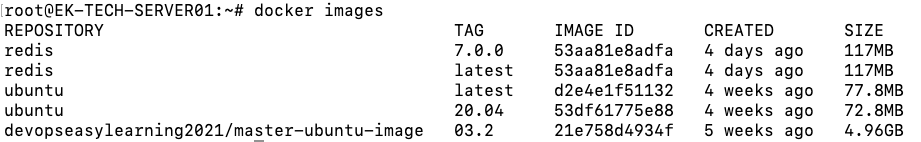 root@EK-TECH-SERVER01:~# docker images
REPOSITORY TAG IMAGE ID CREATED SIZE
redis 7.0.0 53aa81e8adfa 4 days ago 117MB
redis latest 53aa81e8adfa 4 days ago 117MB
ubuntu latest d2e4e1f51132 4 weeks ago 77.8MB
ubuntu 20.04 53df61775e88 4 weeks ago 72.8MB
devopseasylearning2021/master-ubuntu-image 03.2 21e758d4934f 5 weeks ago 4.96GB